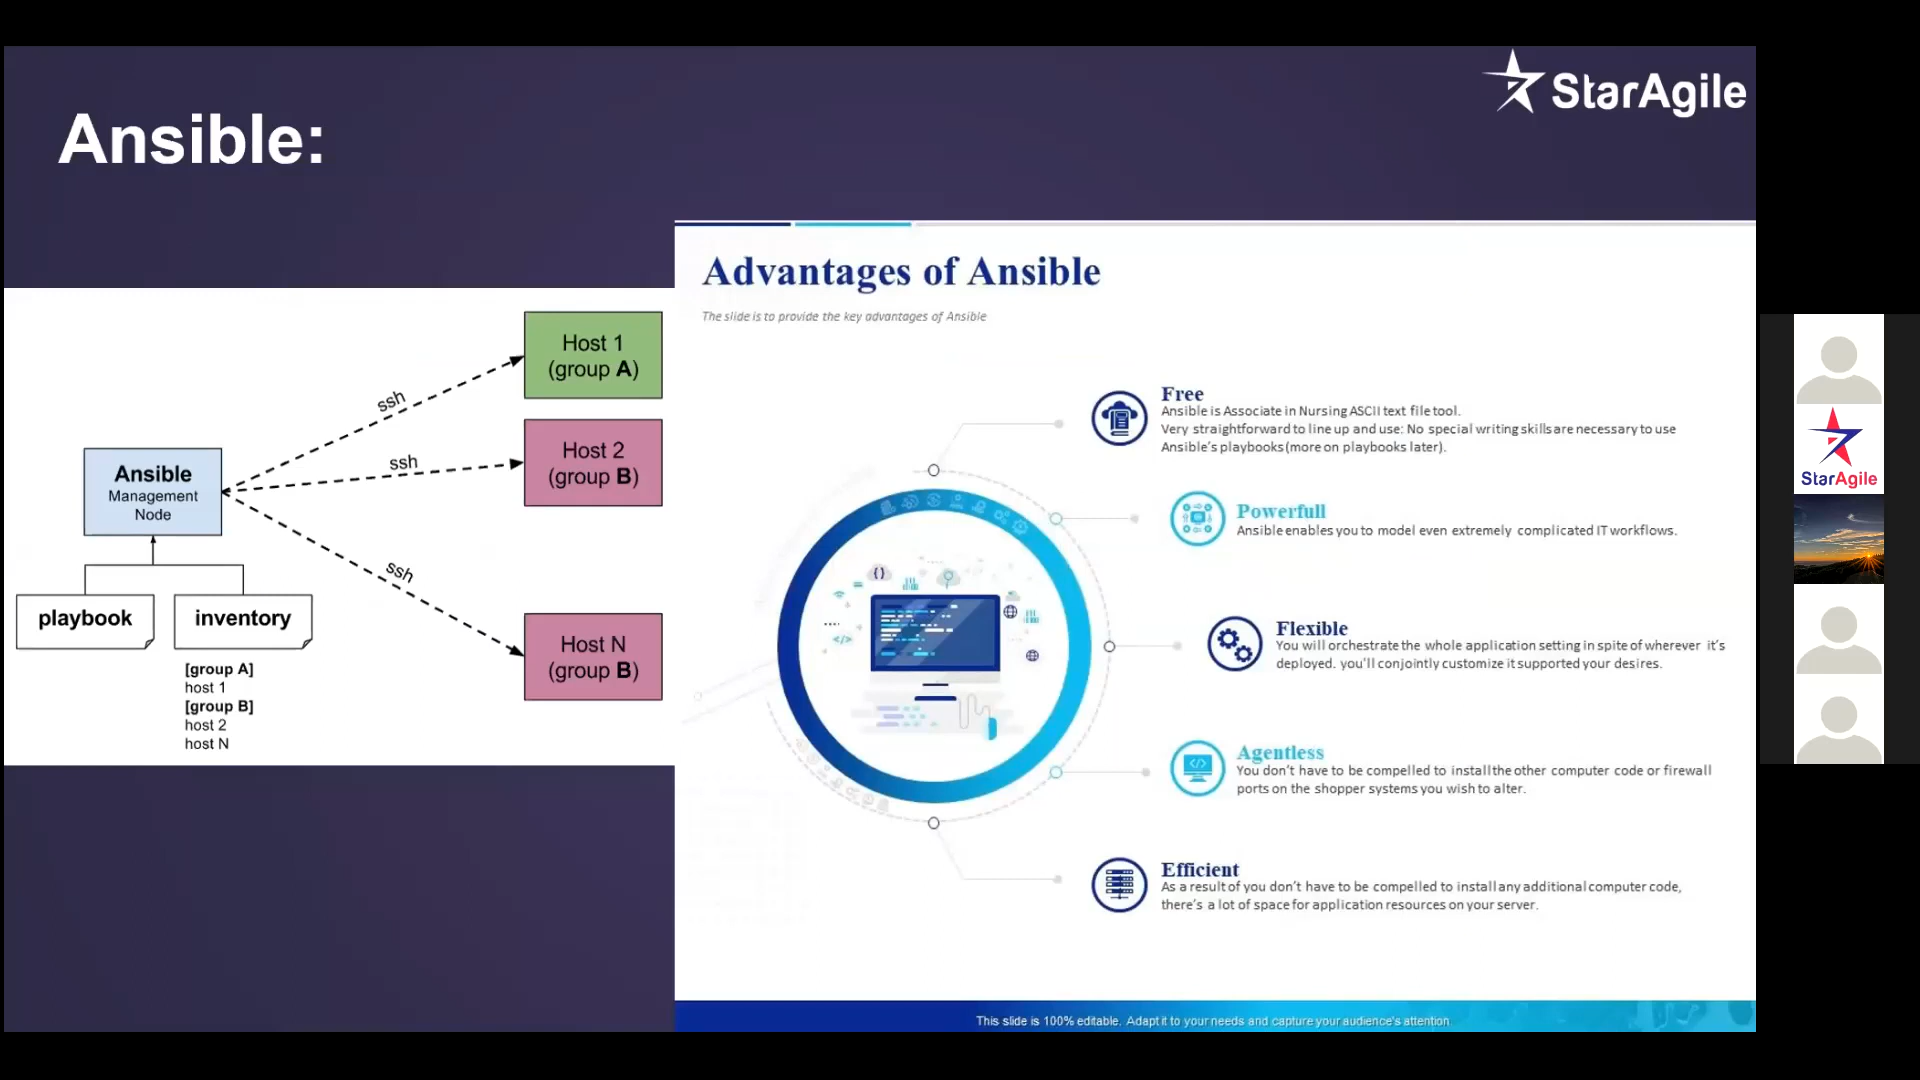 StarAgile
Ansible:
Host 1
(group A)
ssh
Host 2
(group B)
ssh
Ansible
Management
Node
ssh
playbook
inventory
Host N
(group B)
[group A]
host 1
[group B]
host 2
host N
Advantages of Ansible
The slide is to provide the key advantages of Ansible
Free
Ansible is Associate in Nursing ASCII text file tool.
Very straightforward to line up and use: No special writing skills are necessary to use
Ansible's playbooks (more on playbooks later).
Powerfull
Ansible enables you to model even extremely complicated IT workflows.
Flexible
You will orchestrate the whole application setting in spite of wherever it's
deployed. you'll conjointly customize it supported your desires.
Agentless
You don't have to be compelled to install the other computer code or firewall
ports on the shopper systems you wish to alter.
Efficient
As a result of you don't have to be compelled to install any additional computer code,
there's a lot of space for application resources on your server.
This slide is 100% editable. Adapt it to your needs and capture your audience's attention
StarAgile